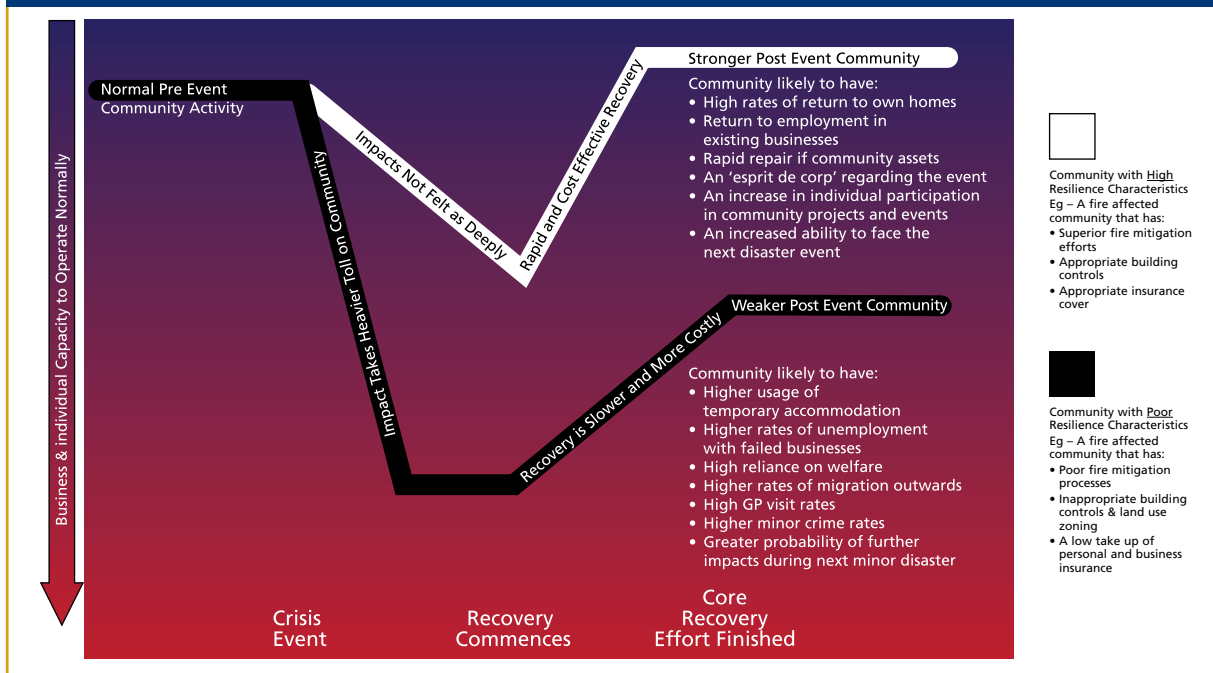 Business & individual Capacity to Operate Normally
Normal Pre Event
Community Activity
Impact Takes Heavier Toll on Community
Impacts Not Felt as Deeply
Rapid and Cost Effective Recovery
Stronger Post Event Community
Community likely to have:
• High rates of return to own homes
• Return to employment in
existing businesses
• Rapid repair if community assets
• An ‘esprit de corp’ regarding the event
• An increase in individual participation
in community projects and events
• An increased ability to face the
next disaster event
Recovery is Slower and More Costly
Weaker Post Event Community
Community likely to have:
• Higher usage of
temporary accommodation
• Higher rates of unemployment
with failed businesses
• High reliance on welfare
• Higher rates of migration outwards
• High GP visit rates
• Higher minor crime rates
• Greater probability of further
impacts during next minor disaster
Crisis
Event
Recovery
Commences
Core
Recovery
Effort Finished
Community with High
Resilience Characteristics
Eg – A fire affected
community that has:
• Superior fire mitigation
efforts
• Appropriate building
controls
• Appropriate insurance
cover
Community with Poor
Resilience Characteristics
Eg – A fire affected
community that has:
• Poor fire mitigation
processes
• Inappropriate building
controls & land use
zoning
• A low take up of
personal and business
insurance